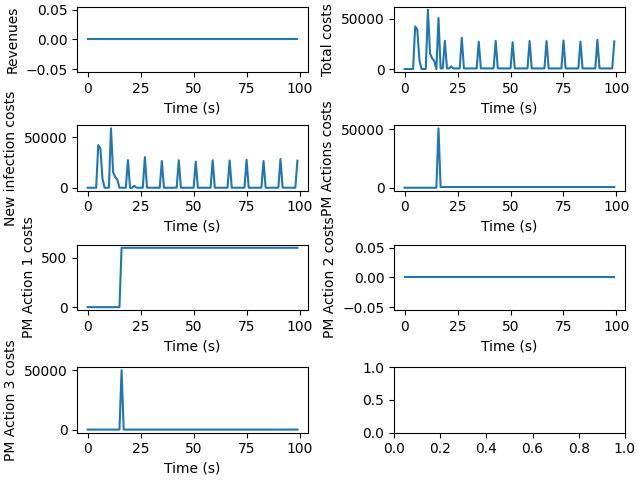 Revenues
0.05
0.00
−0.05
0 25 50 75 100
Time (s)
Total costs
50000
0
0 25 50 75 100
Time (s)
New infection costs
50000
0
0 25 50 75 100
Time (s)
PM Actions costs
50000
0
0 25 50 75 100
Time (s)
PM Action 1 costs
500
0
0 25 50 75 100
Time (s)
PM Action 2 costs
0.05
0.00
−0.05
0 25 50 75 100
Time (s)
PM Action 3 costs
50000
0
0 25 50 75 100
Time (s)
1.0
0.5
0.0
0.0 0.2 0.4 0.6 0.8 1.0